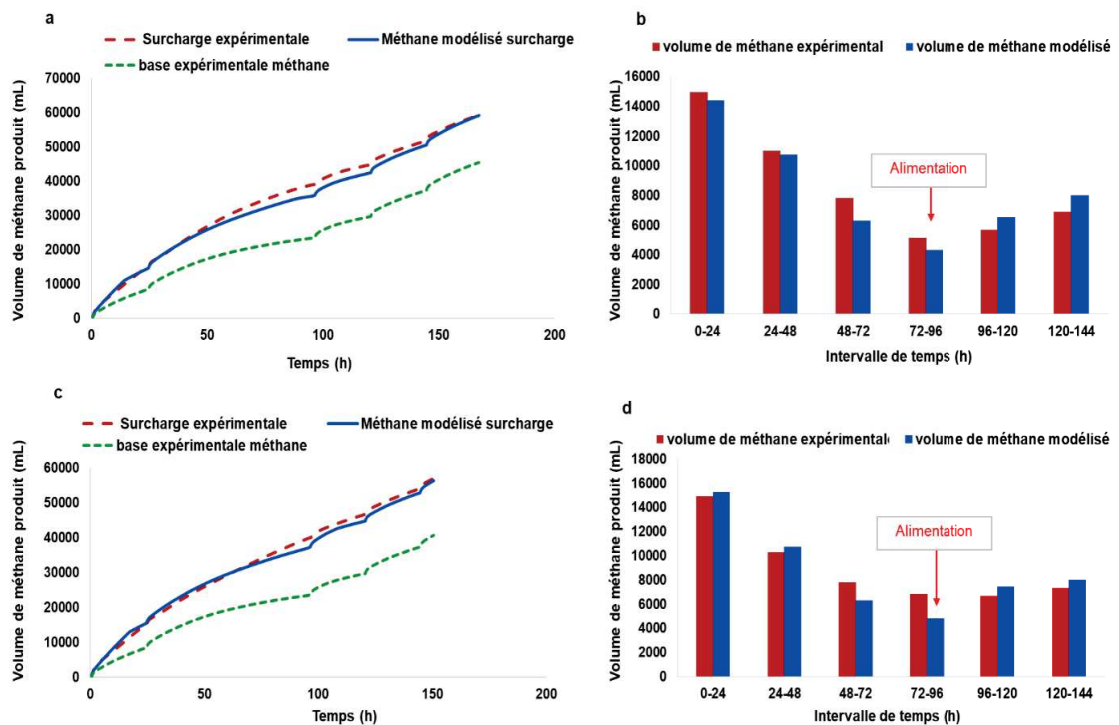 a
Surcharge expérimentale
Méthane modélisé surcharge
base expérimentale méthane
Volume de méthane produit (mL)
70000
60000
50000
40000
30000
20000
10000
0
0 50 100 150 200
Temps (h)
b
volume de méthane expérimental
volume de méthane modélisé
Volume de méthane produit (mL)
16000
14000
12000
10000
8000
6000
4000
2000
0
Alimentation
0-24 24-48 48-72 72-96 96-120 120-144
Intervalle de temps (h)
c
Surcharge expérimentale
Méthane modélisé surcharge
base expérimentale méthane
Volume de méthane produit (mL)
60000
50000
40000
30000
20000
10000
0
0 50 100 150 200
Temps (h)
d
volume de méthane expérimentale
volume de méthane modélisé
Volume de méthane produit (mL)
18000
16000
14000
12000
10000
8000
6000
4000
2000
0
Alimentation
0-24 24-48 48-72 72-96 96-120 120-144
Intervalle de temps (h)